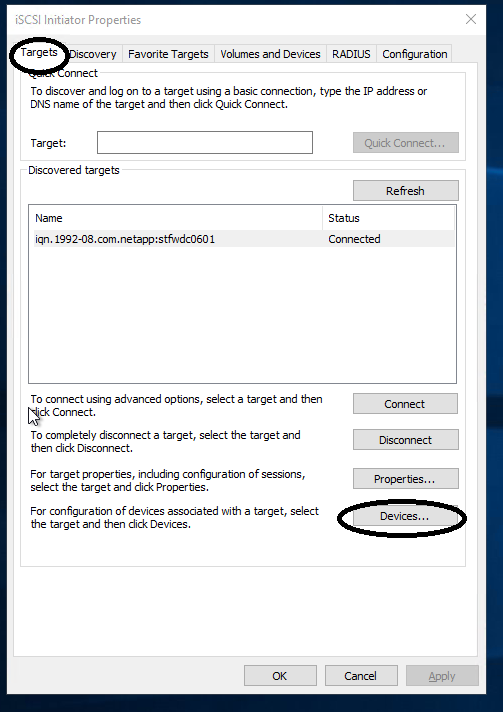 iSCSI Initiator Properties
Targets Discovery Favorite Targets Volumes and Devices RADIUS Configuration
Quick Connect
To discover and log on to a target using a basic connection, type the IP address or
DNS name of the target and then click Quick Connect.
Target: Quick Connect...
Discovered targets
Refresh
Name Status
iqn.1992-08.com.netapp:stfwdc0601 Connected
To connect using advanced options, select a target and then
click Connect.
Connect
To completely disconnect a target, select the target and
then click Disconnect.
Disconnect
For target properties, including configuration of sessions,
select the target and click Properties.
Properties...
For configuration of devices associated with a target, select
the target and then click Devices.
Devices...
OK Cancel Apply